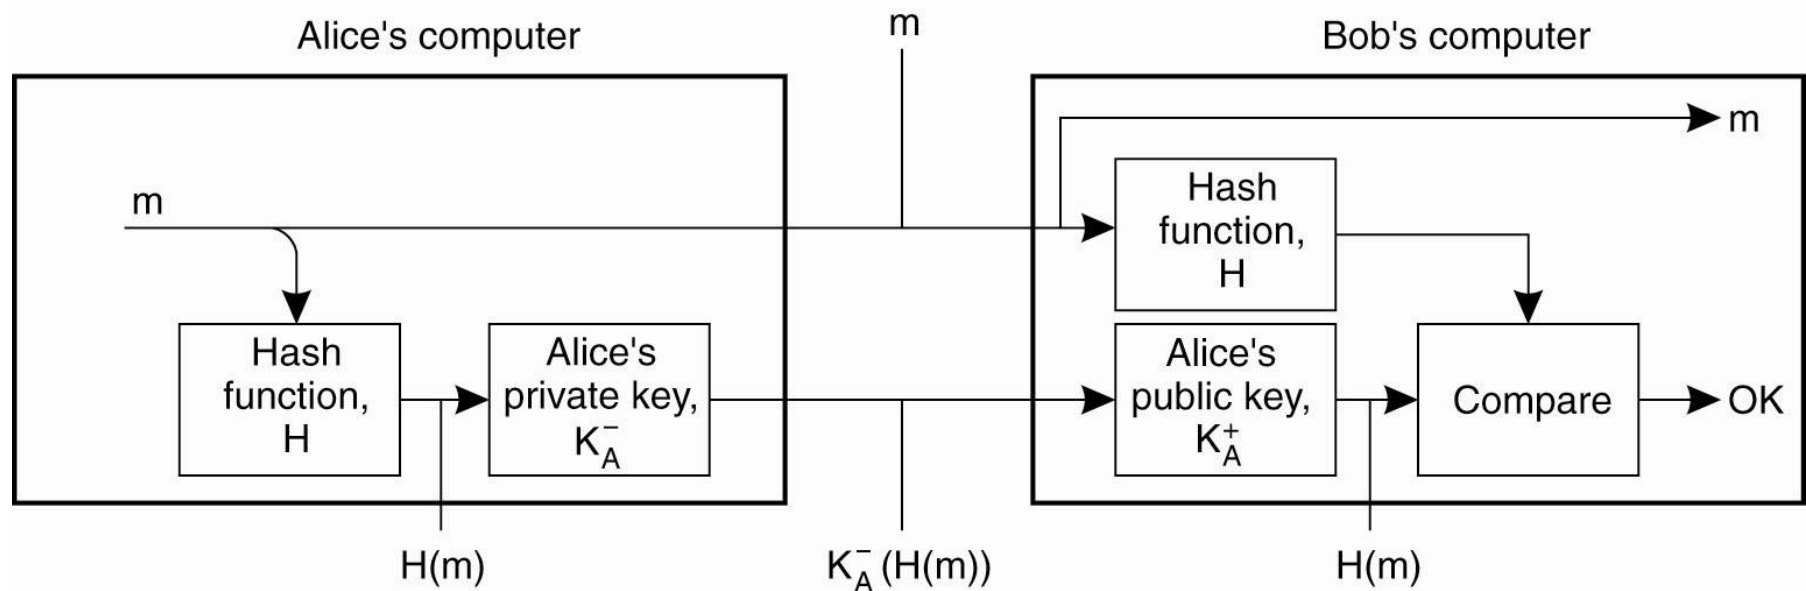 Alice's computer
m
Bob's computer
m
m
Hash
function,
H
Hash
function,
H
Alice's
private key,
K_A^-
Alice's
public key,
K_A^+
Compare
OK
H(m)
K_A^-(H(m))
H(m)